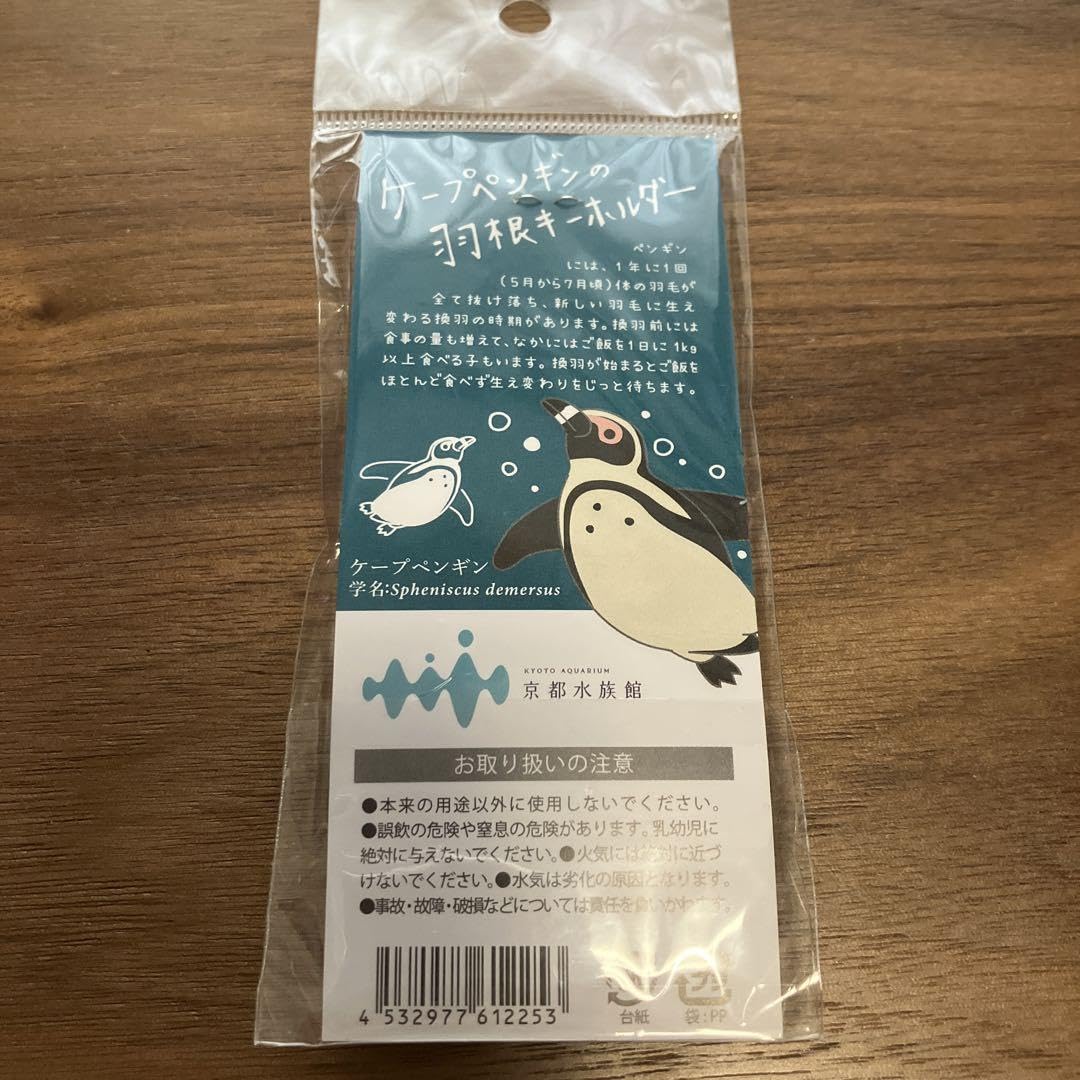 ケープペンギンの
羽根キーホルダー
ペンギン
には、1年に1回
(5月から7月頃)体の羽毛が
全て抜け落ち、新しい羽毛に生え
変わる換羽の時期があります。換羽前には
食事の量も増えて、なかにはご飯を1日に1kg
以上食べる子もいます。換羽が始まるとご飯を
ほとんど食べず生え変わりをじっと待ちます。
ケープペンギン
学名:Spheniscus demersus
KYOTO AQUARIUM
京都水族館
お取り扱いの注意
●本来の用途以外に使用しないでください。
●誤飲の危険や窒息の危険があります。乳幼児に
絶対に与えないでください。●火気には絶対に近づ
けないでください。●水気は劣化の原因となります。
●事故・故障・破損などについては責任を負いかねます。
4 532977 612253
台紙
袋:PP